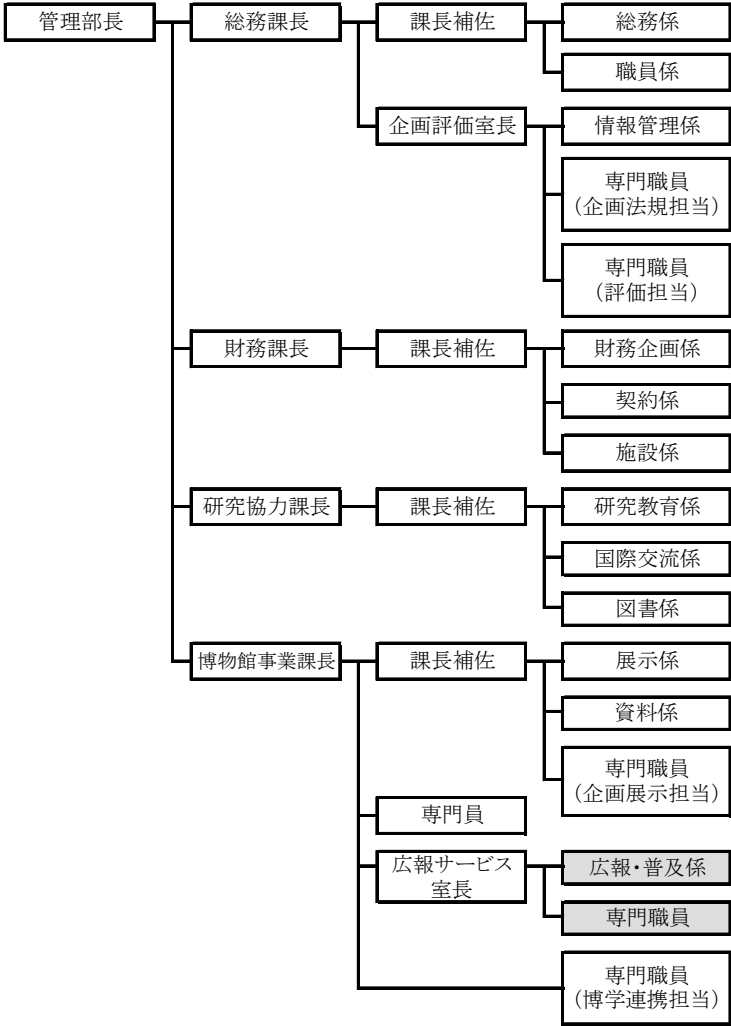 管理部長
総務課長
課長補佐
総務係
職員係
企画評価室長
情報管理係
専門職員
（企画法規担当）
専門職員
（評価担当）
財務課長
課長補佐
財務企画係
契約係
施設係
研究協力課長
課長補佐
研究教育係
国際交流係
図書係
博物館事業課長
課長補佐
展示係
資料係
専門職員
（企画展示担当）
専門員
広報サービス
室長
広報・普及係
専門職員
専門職員
（博学連携担当）